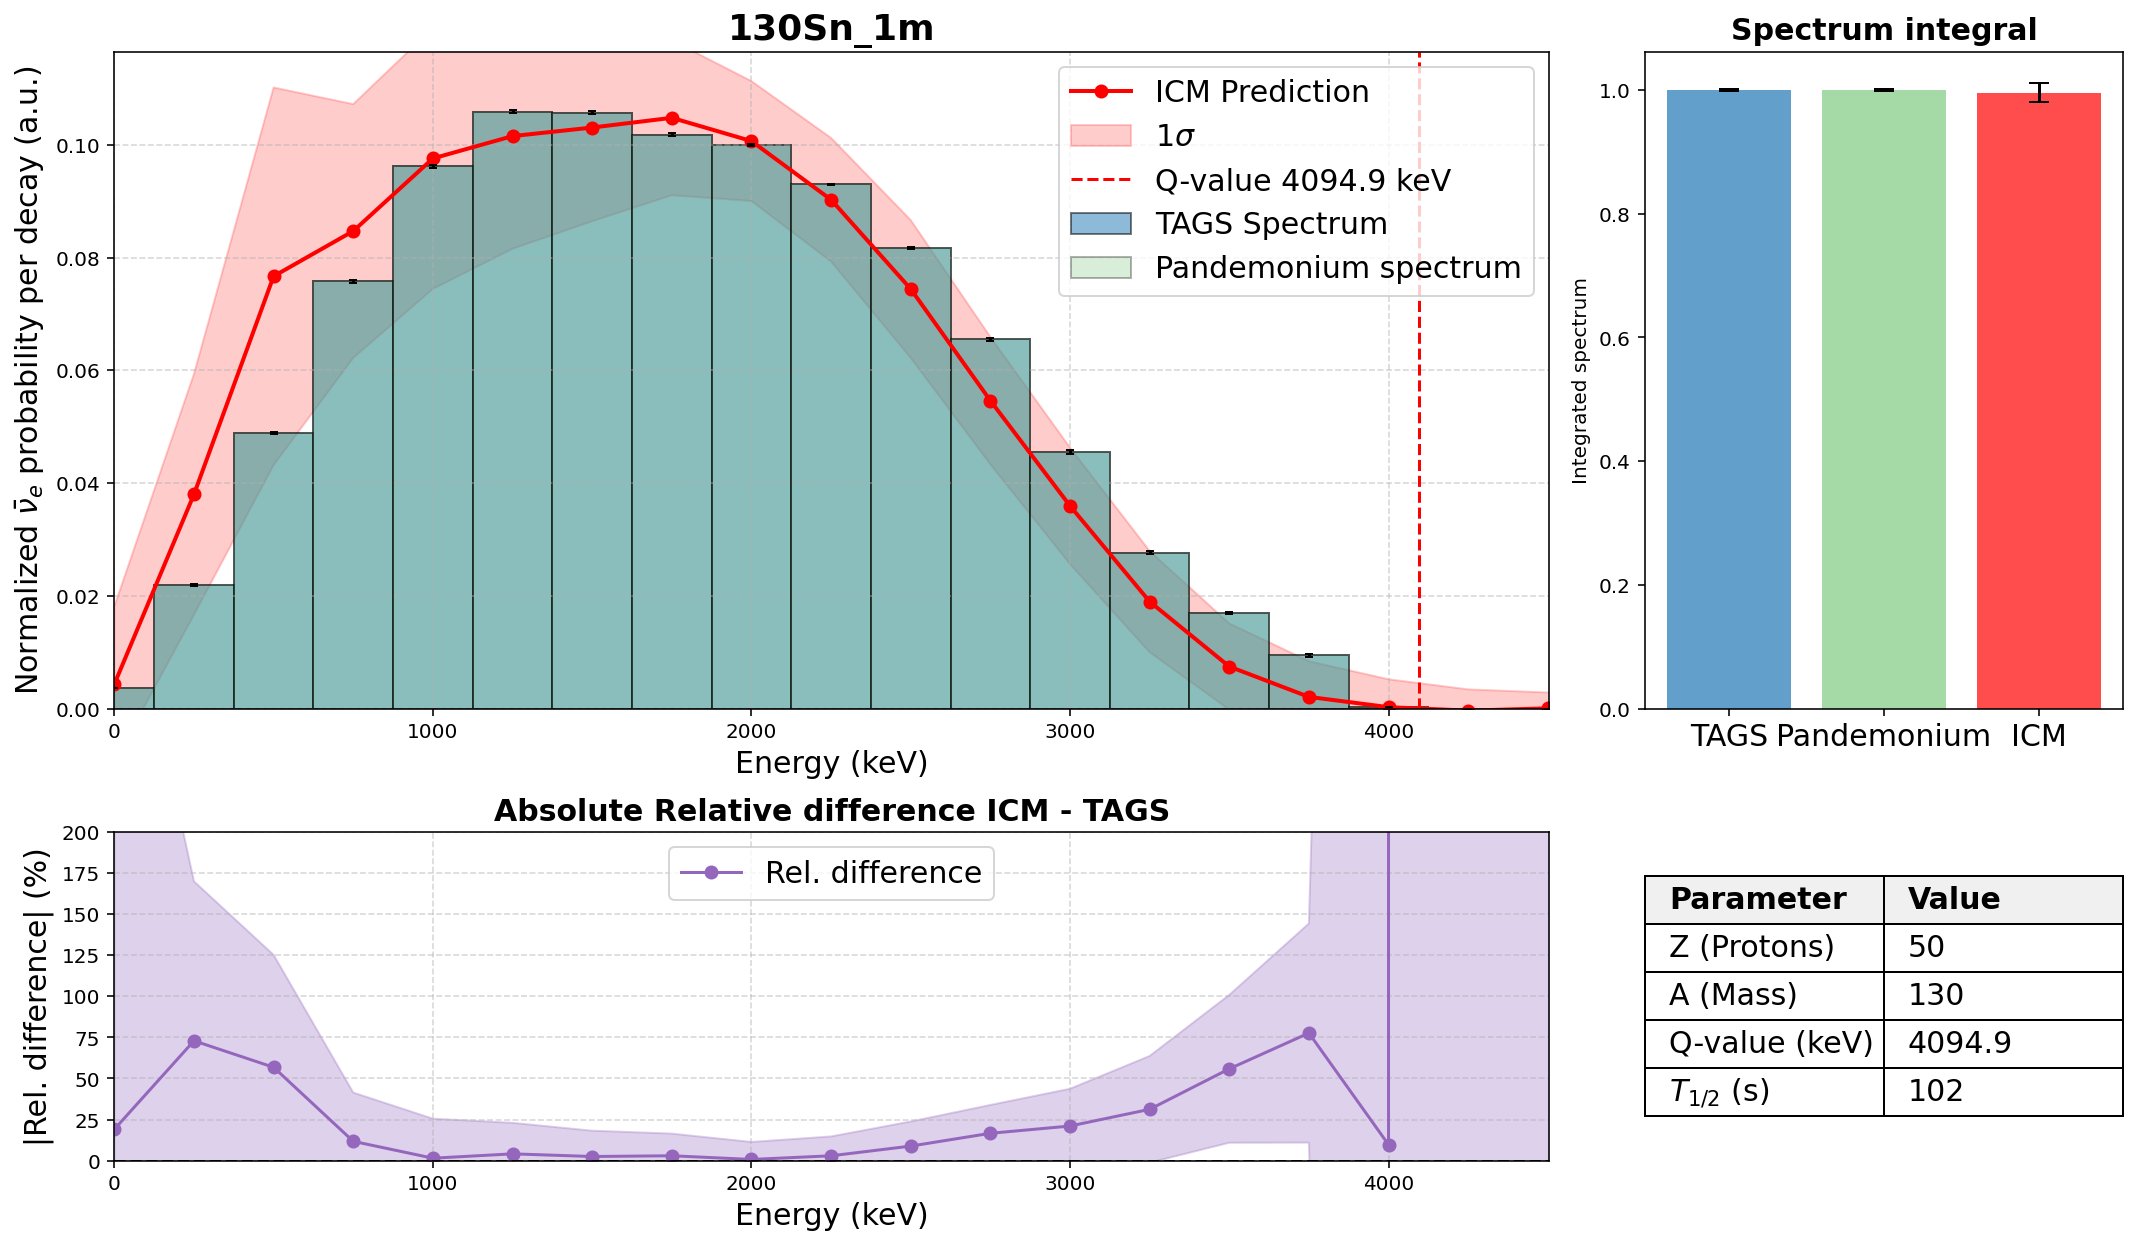 130Sn_1m
Normalized ν̄e probability per decay (a.u.)
0.10
0.08
0.06
0.04
0.02
0.00
0 1000 2000 3000 4000
Energy (keV)
ICM Prediction
1σ
Q-value 4094.9 keV
TAGS Spectrum
Pandemonium spectrum
Spectrum integral
Integrated spectrum
1.0
0.8
0.6
0.4
0.2
0.0
TAGS Pandemonium ICM
Absolute Relative difference ICM - TAGS
|Rel. difference| (%)
200
175
150
125
100
75
50
25
0
0 1000 2000 3000 4000
Energy (keV)
Rel. difference
Parameter Value
Z (Protons) 50
A (Mass) 130
Q-value (keV) 4094.9
T1/2 (s) 102